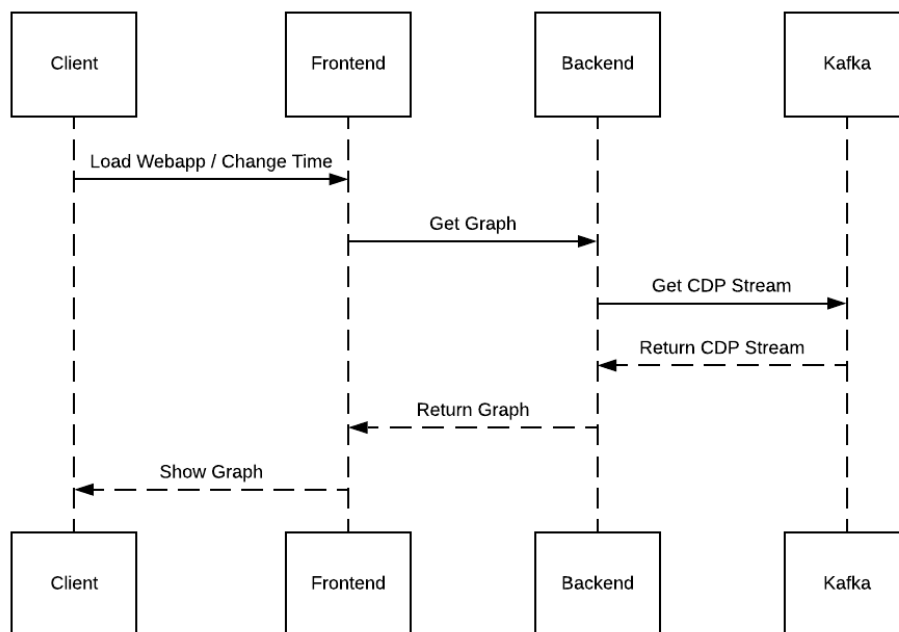 Client
Frontend
Backend
Kafka
Load Webapp / Change Time
Get Graph
Get CDP Stream
Return CDP Stream
Return Graph
Show Graph
Client
Frontend
Backend
Kafka